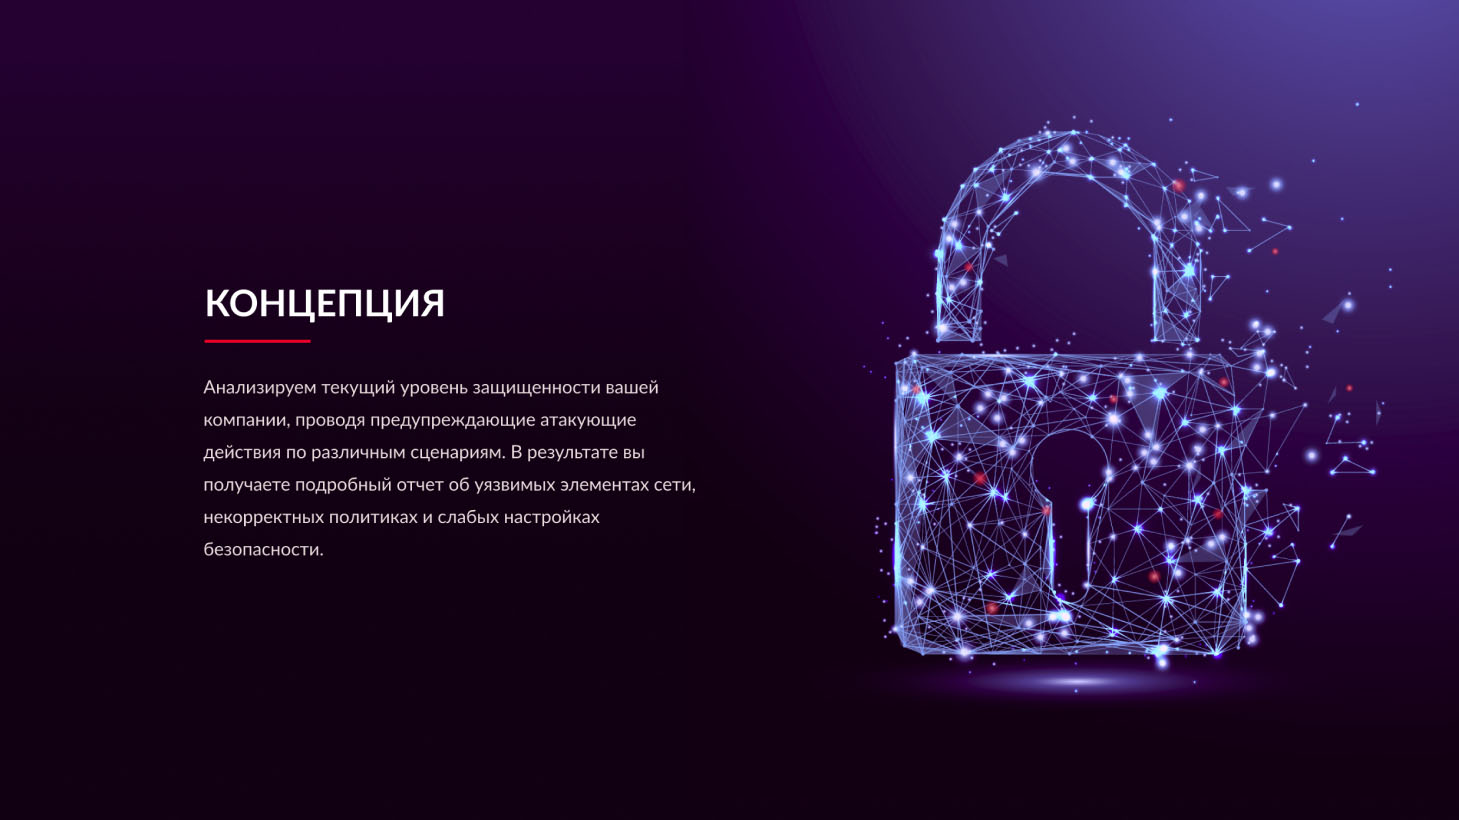 КОНЦЕПЦИЯ
Анализируем текущий уровень защищенности вашей
компании, проводя предупреждающие атакующие
действия по различным сценариям. В результате вы
получаете подробный отчет об уязвимых элементах сети,
некорректных политиках и слабых настройках
безопасности.